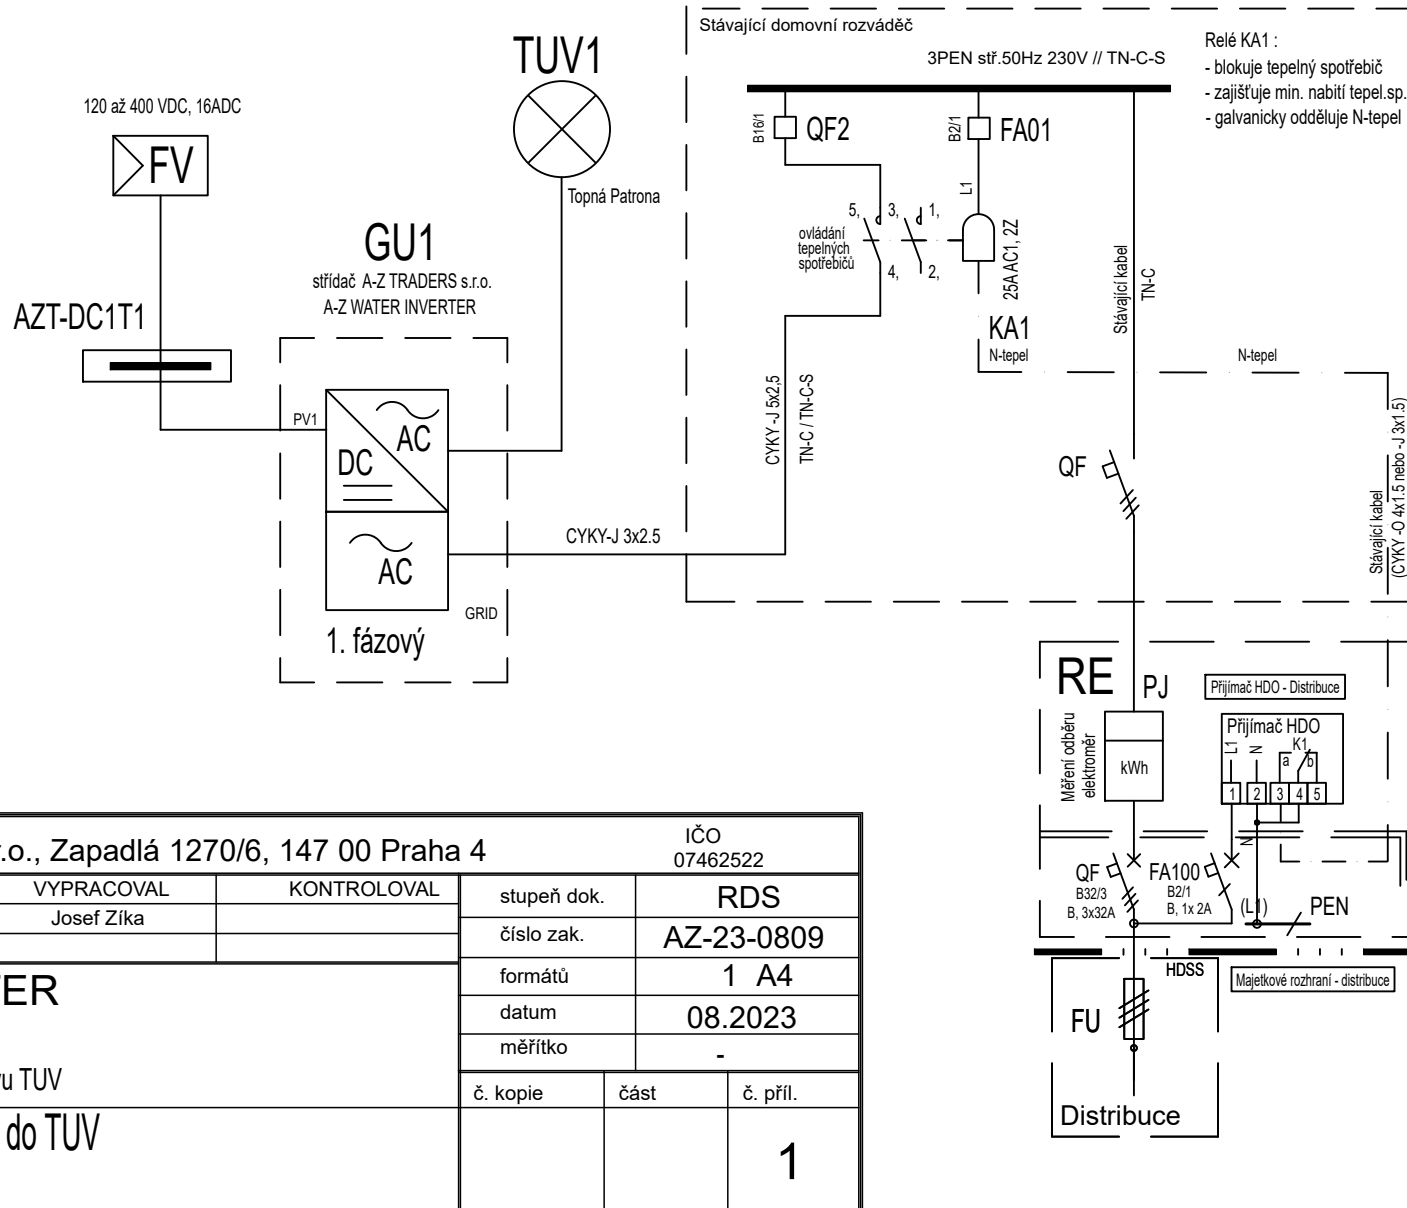 Stávající domovní rozváděč
3PEN stř.50Hz 230V // TN-C-S
Relé KA1 :
- blokuje tepelný spotřebič
- zajišťuje min. nabití tepel.sp.
- galvanicky odděluje N-tepel
TUV1
Topná Patrona
120 až 400 VDC, 16ADC
FV
AZT-DC1T1
GU1
střídač A-Z TRADERS s.r.o.
A-Z WATER INVERTER
PV1
DC
AC
AC
GRID
1. fázový
CYKY-J 3x2.5
B16/1
QF2
B2/1
FA01
L1
5,
3,
1,
4,
2,
ovládání
tepelných
spotřebičů
25A AC1, 2Z
KA1
N-tepel
N-tepel
Stávající kabel
TN-C
CYKY -J 5x2,5
TN-C / TN-C-S
QF
Stávající kabel
(CYKY -O 4x1.5 nebo -J 3x1.5)
RE
PJ
Měření odběru
elektroměr
kWh
Přijímač HDO - Distribuce
Přijímač HDO
L1
N
K1
a
b
1
2
3
4
5
N
QF
B32/3
B, 3x32A
FA100
B2/1
B, 1x 2A
(L1)
PEN
HDSS
Majetkové rozhraní - distribuce
FU
Distribuce
r.o., Zapadlá 1270/6, 147 00 Praha 4
IČO
07462522
VYPRACOVAL
KONTROLOVAL
Josef Zíka
stupeň dok.
RDS
číslo zak.
AZ-23-0809
formátů
1 A4
datum
08.2023
měřítko
-
č. kopie
část
č. příl.
1
TER
vu TUV
do TUV